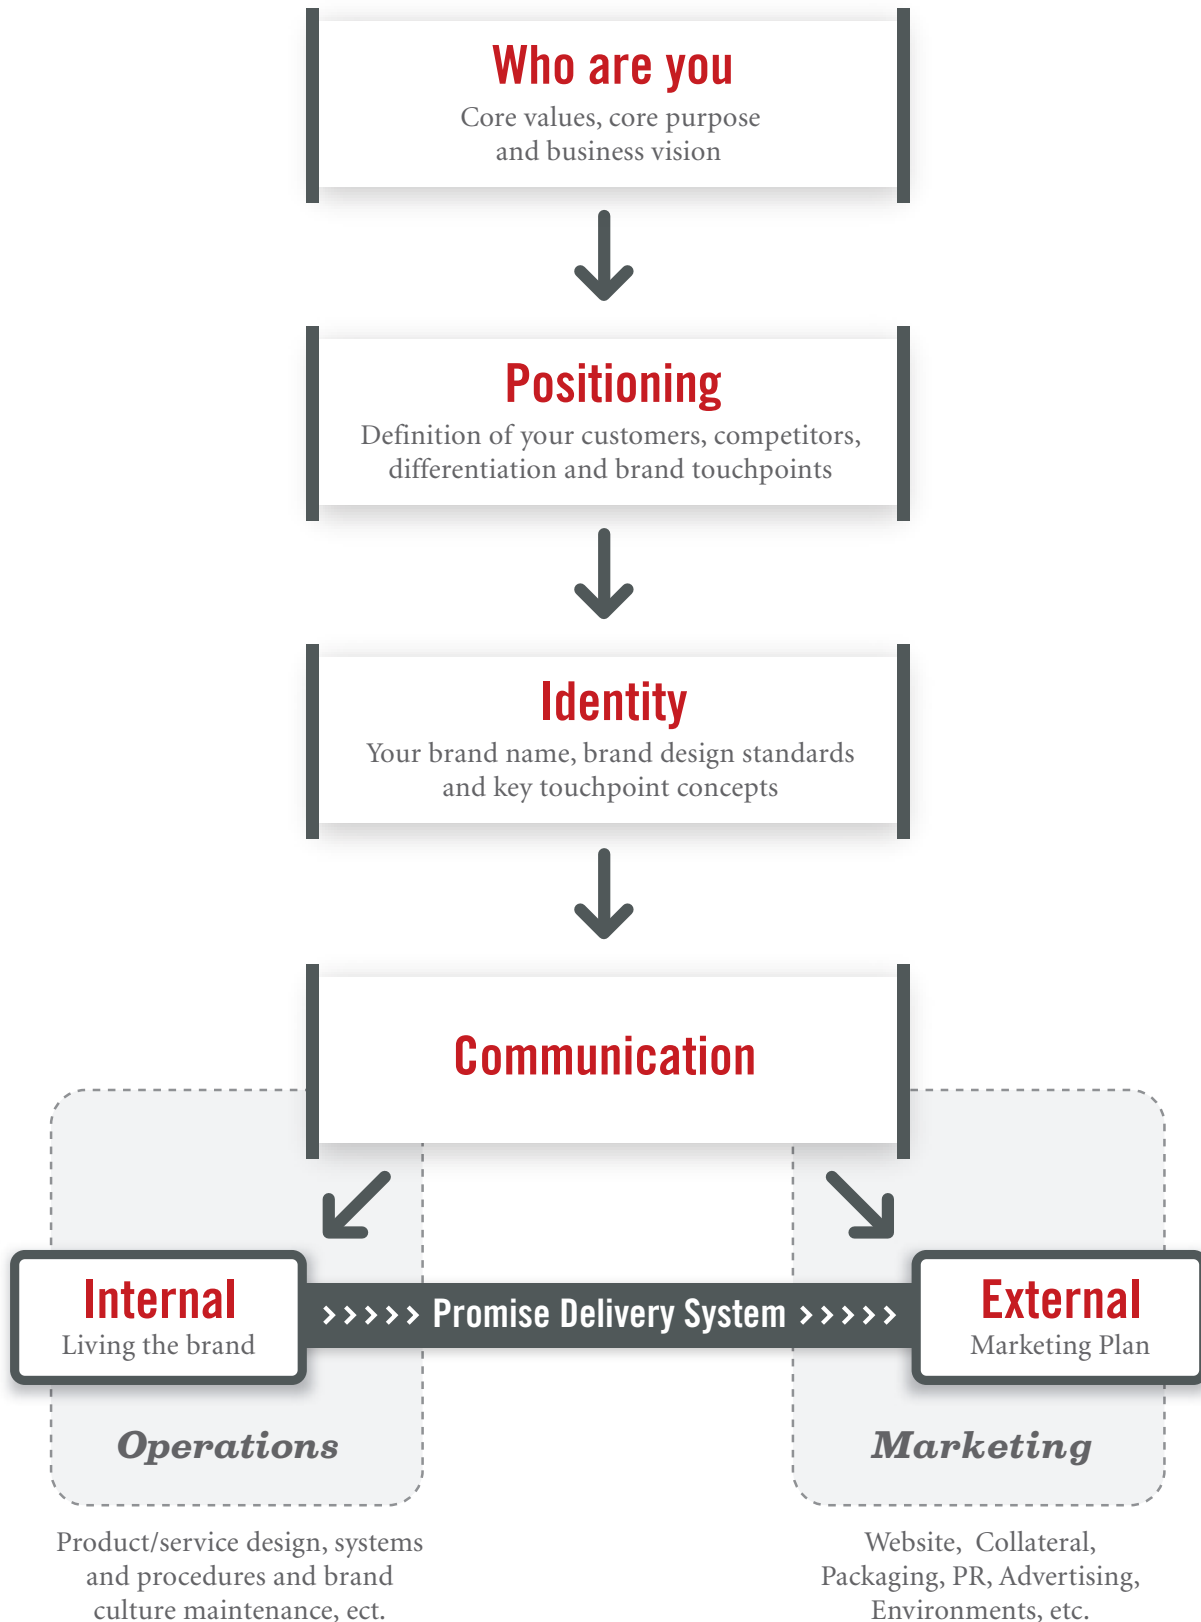 Who are you
Core values, core purpose
and business vision
Positioning
Definition of your customers, competitors,
differentiation and brand touchpoints
Identity
Your brand name, brand design standards
and key touchpoint concepts
Communication
Internal
Living the brand
>>>>> Promise Delivery System >>>>>
External
Marketing Plan
Operations
Marketing
Product/service design, systems
and procedures and brand
culture maintenance, ect.
Website, Collateral,
Packaging, PR, Advertising,
Environments, etc.